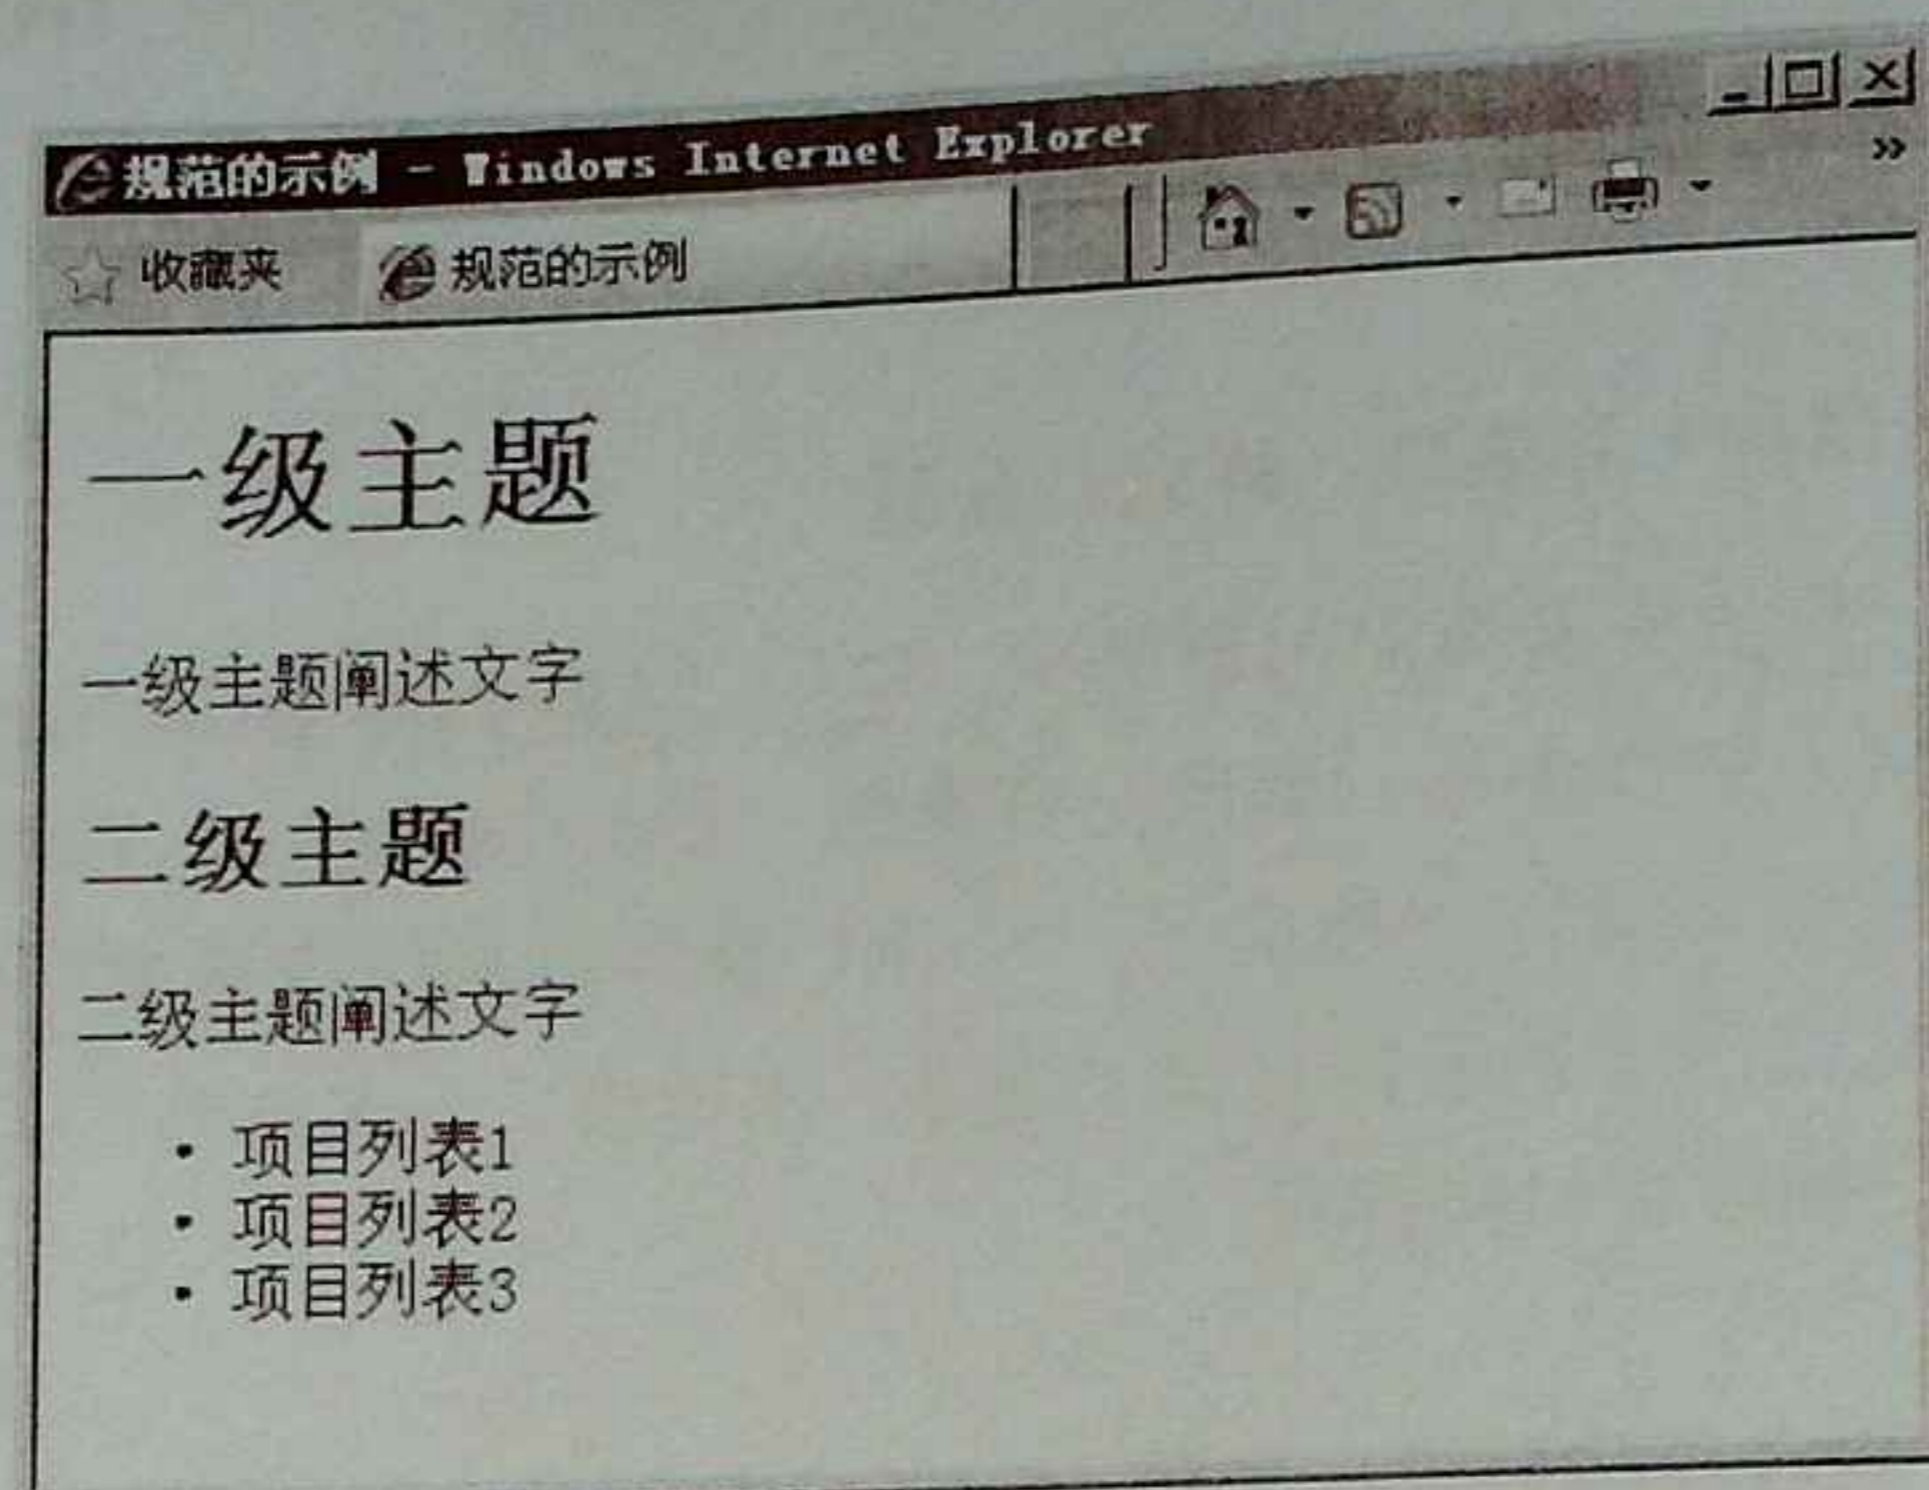 规范的示例 - Windows Internet Explorer
收藏夹 规范的示例
一级主题
一级主题阐述文字
二级主题
二级主题阐述文字
• 项目列表1
• 项目列表2
• 项目列表3